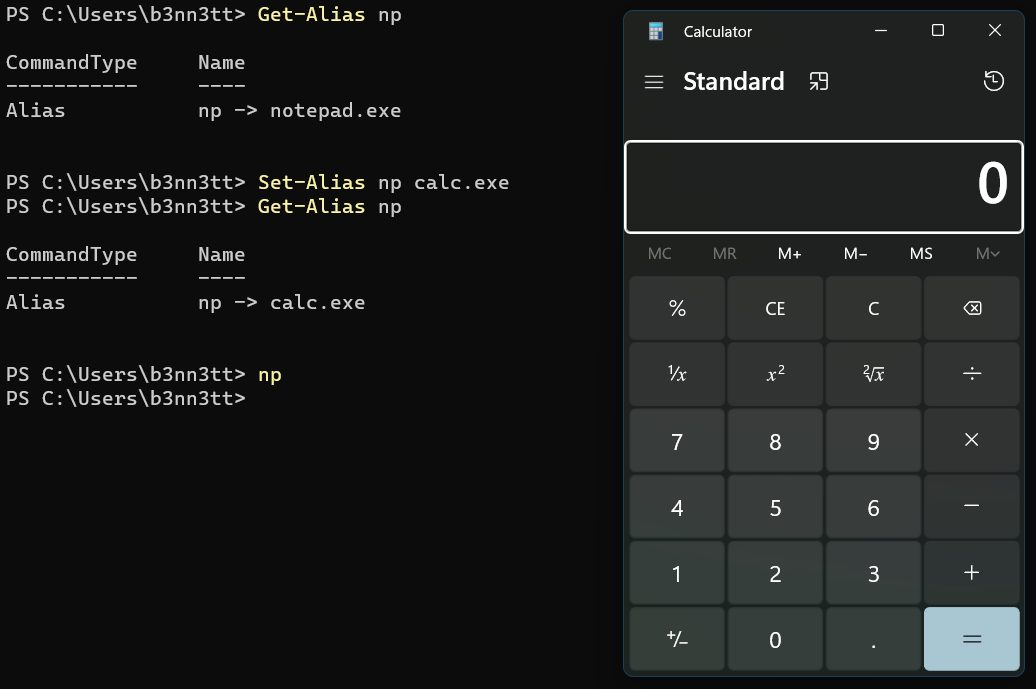 PS C:\Users\b3nn3tt> Get-Alias np
CommandType     Name
-----------     ----
Alias           np -> notepad.exe
PS C:\Users\b3nn3tt> Set-Alias np calc.exe
PS C:\Users\b3nn3tt> Get-Alias np
CommandType     Name
-----------     ----
Alias           np -> calc.exe
PS C:\Users\b3nn3tt> np
PS C:\Users\b3nn3tt>
Calculator
Standard
0
MC MR M+ M− MS M
% CE C
¹/x x² ²√x ÷
7 8 9 ×
4 5 6 −
1 2 3 +
+/− 0 . =